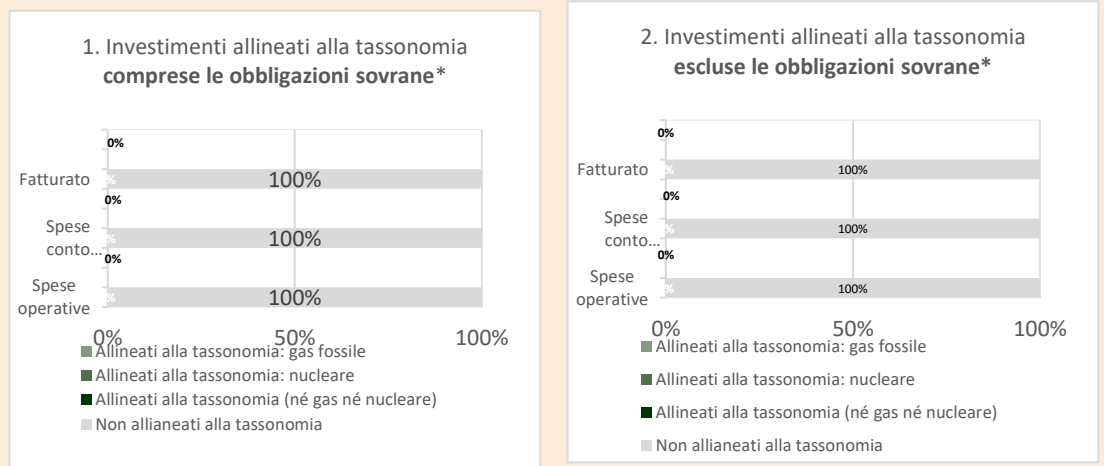 1. Investimenti allineati alla tassonomia
comprese le obbligazioni sovrane*
0%
Fatturato
%
100%
0%
Spese
conto…
%
100%
0%
Spese
operative
%
100%
0%
50%
100%
Allineati alla tassonomia: gas fossile
Allineati alla tassonomia: nucleare
Allineati alla tassonomia (né gas né nucleare)
Non allianeati alla tassonomia
2. Investimenti allineati alla tassonomia
escluse le obbligazioni sovrane*
0%
Fatturato
%
100%
0%
Spese
conto…
%
100%
0%
Spese
operative
%
100%
0%
50%
100%
Allineati alla tassonomia: gas fossile
Allineati alla tassonomia: nucleare
Allineati alla tassonomia (né gas né nucleare)
Non allianeati alla tassonomia